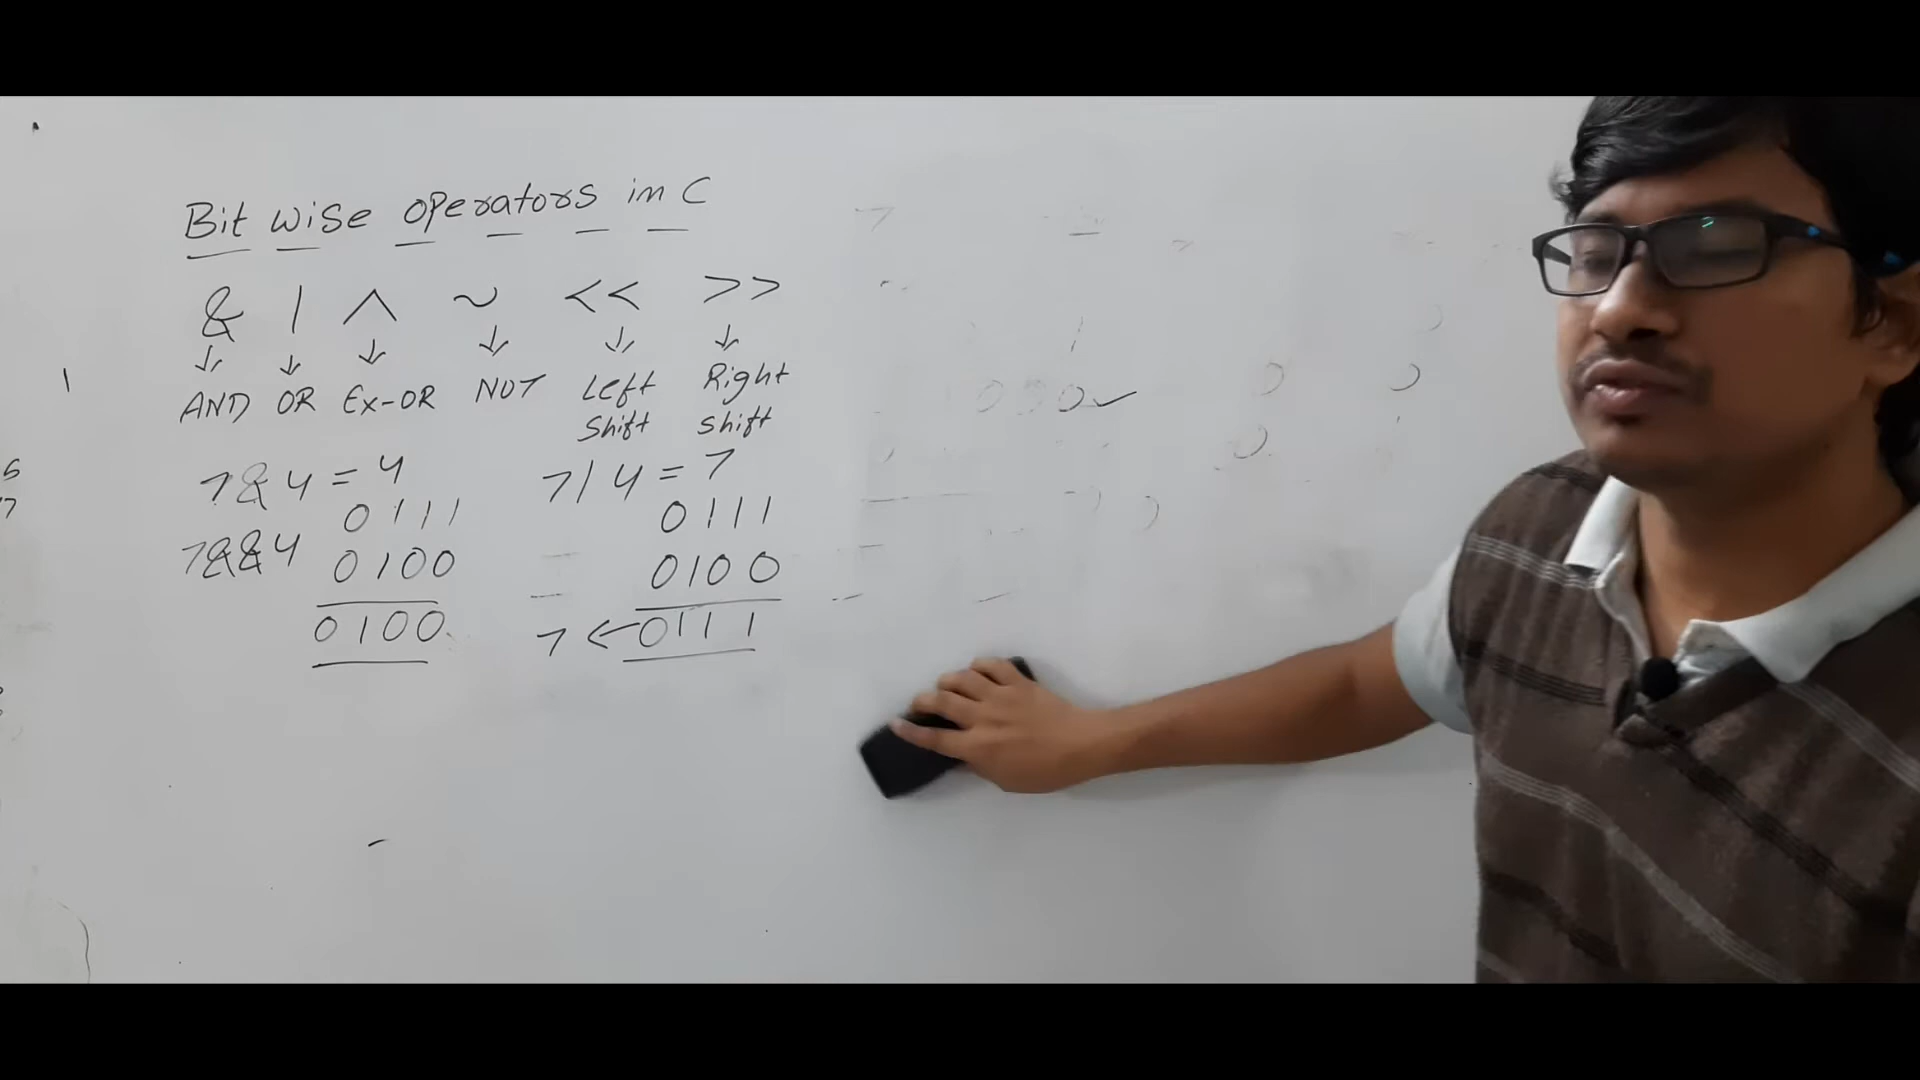 Bit wise operators in C
& | ^ ~ << >>
AND OR Ex-OR NOT Left Shift Right shift
7 & 4 = 4
0111
7 && 4 0100
0100
7 | 4 = 7
0111
0100
7 ← 0111